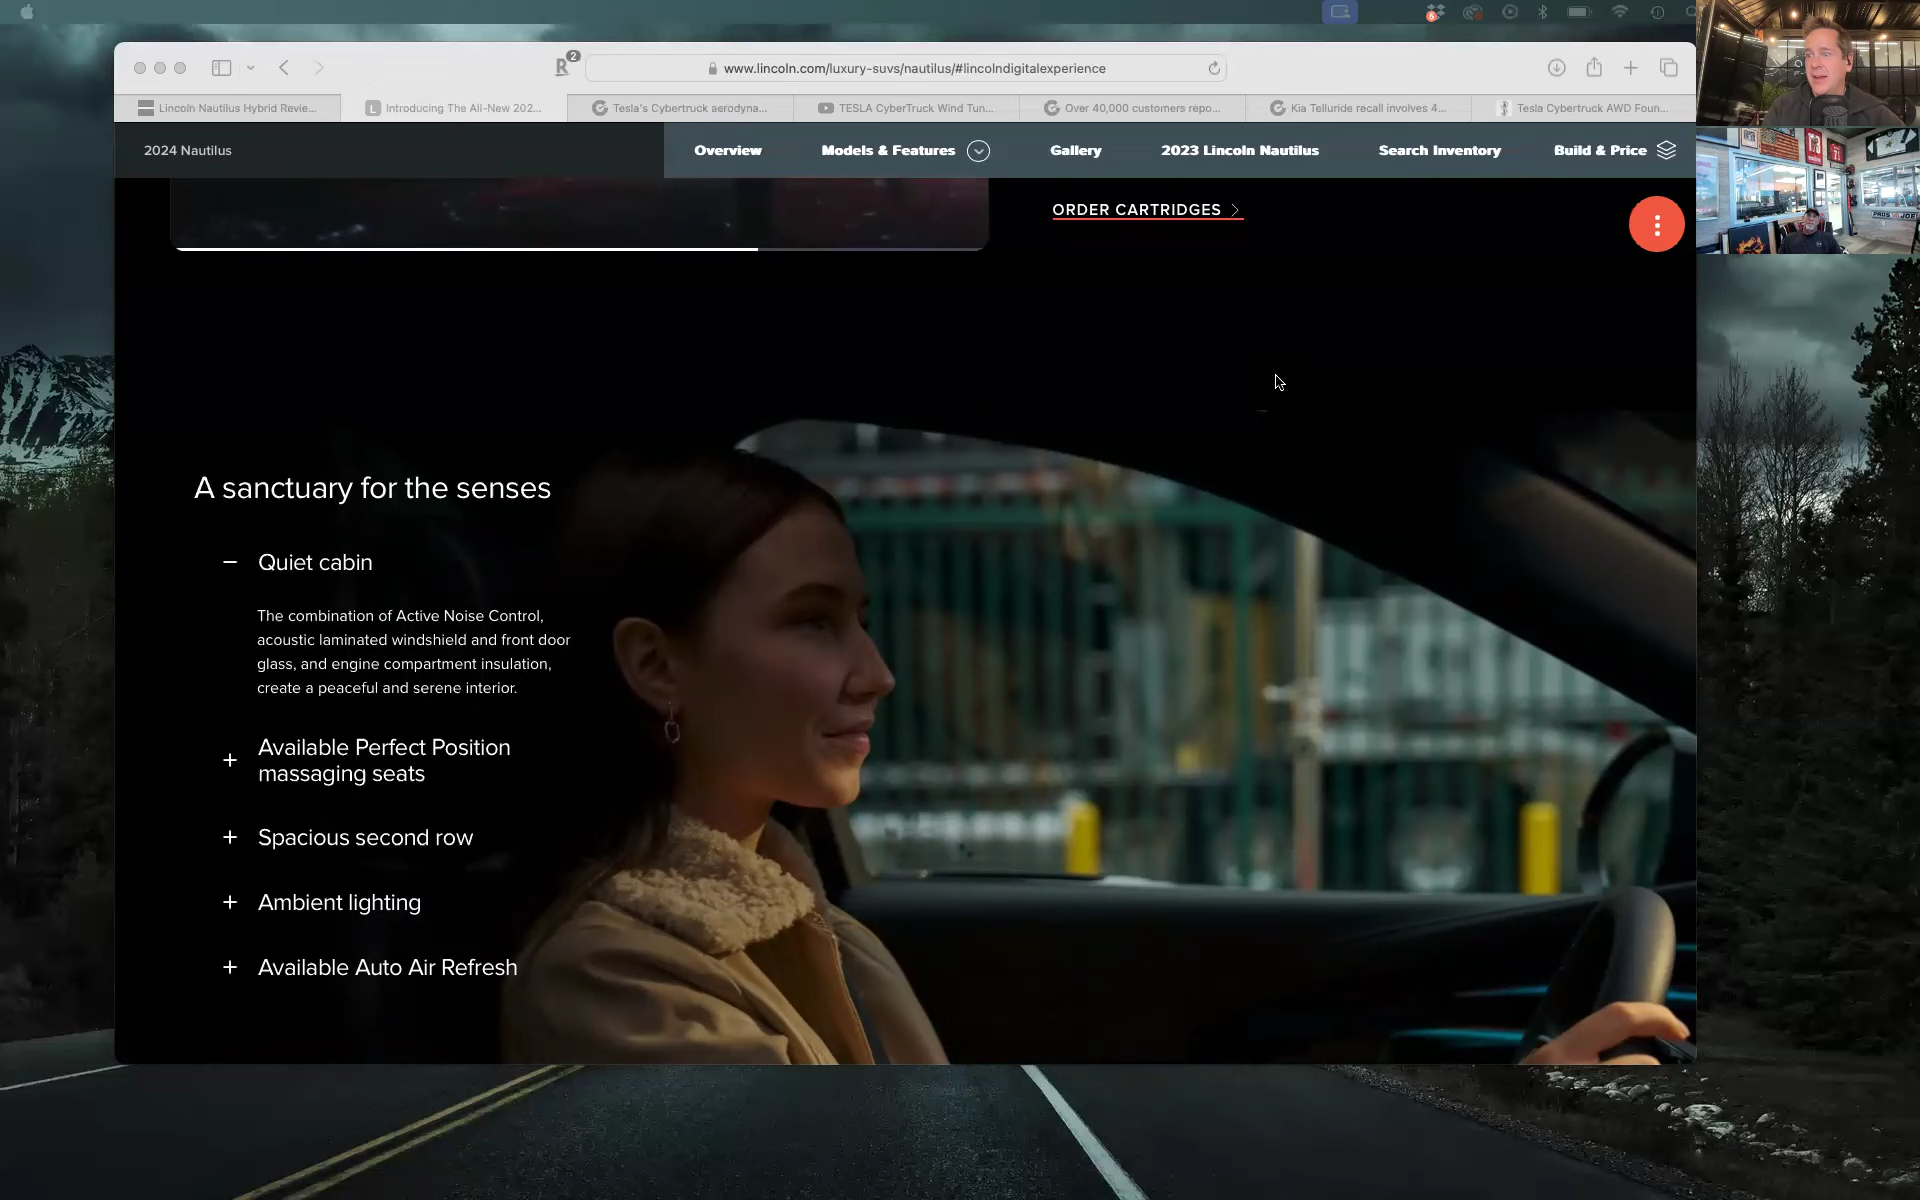 2
www.lincoln.com/luxury-suvs/nautilus/#lincolndigitalexperience
Lincoln Nautilus Hybrid Revie...
Introducing The All-New 202...
Tesla's Cybertruck aerodyna...
TESLA CyberTruck Wind Tun...
Over 40,000 customers repo...
Kia Telluride recall involves 4...
Tesla Cybertruck AWD Foun...
2024 Nautilus
Overview
Models & Features
Gallery
2023 Lincoln Nautilus
Search Inventory
Build & Price
ORDER CARTRIDGES
A sanctuary for the senses
Quiet cabin
The combination of Active Noise Control,
acoustic laminated windshield and front door
glass, and engine compartment insulation,
create a peaceful and serene interior.
Available Perfect Position
massaging seats
Spacious second row
Ambient lighting
Available Auto Air Refresh